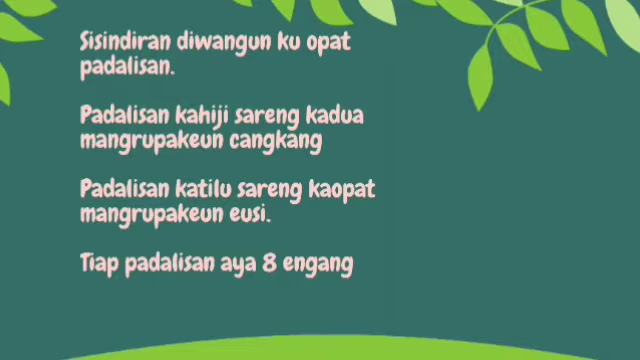 Sisindiran diwangun ku opat
padalisan.
Padalisan kahiji sareng kadua
mangrupakeun cangkang
Padalisan katilu sareng kaopat
mangrupakeun eusi.
Tiap padalisan aya 8 engang